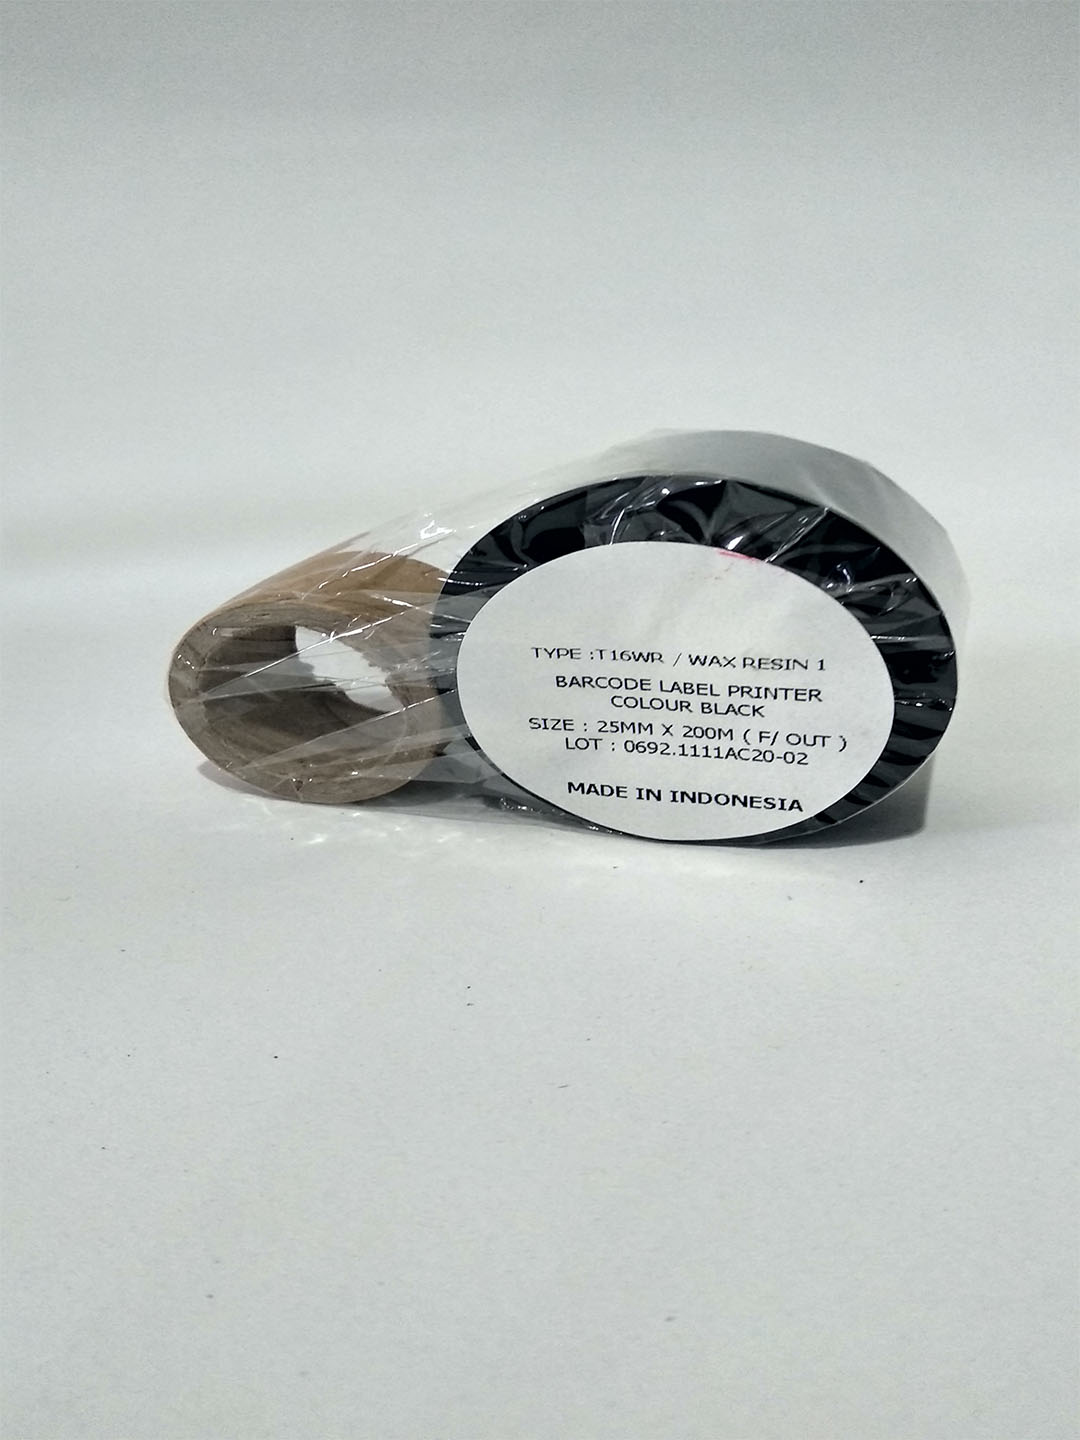 TYPE :T16WR / WAX RESIN 1
BARCODE LABEL PRINTER
COLOUR BLACK
SIZE : 25MM X 200M ( F/ OUT )
LOT : 0692.1111AC20-02
MADE IN INDONESIA